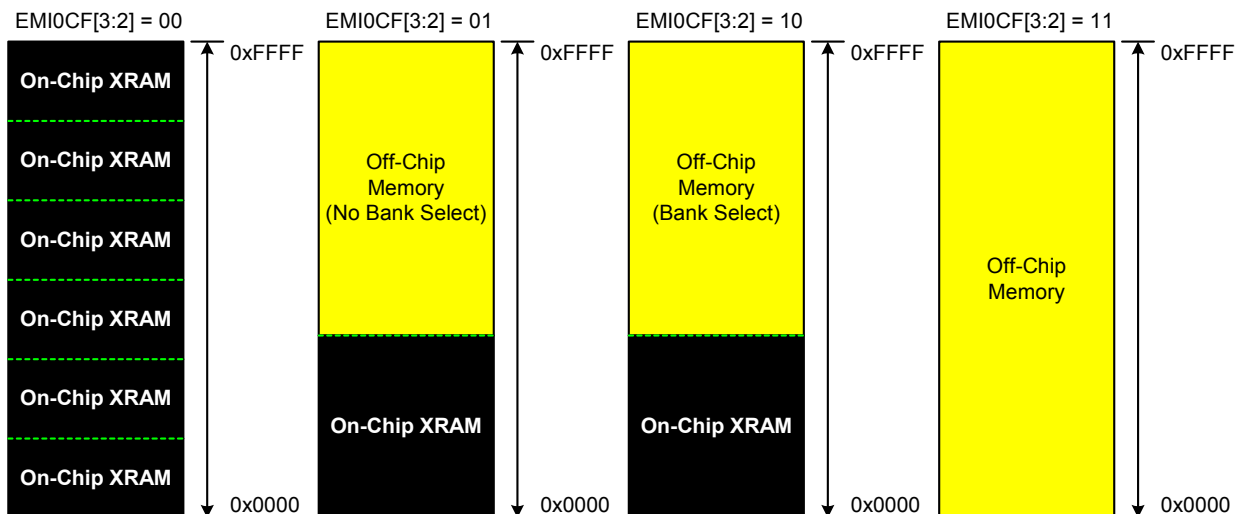 EMI0CF[3:2] = 00
On-Chip XRAM
On-Chip XRAM
On-Chip XRAM
On-Chip XRAM
On-Chip XRAM
On-Chip XRAM
0xFFFF
0x0000
EMI0CF[3:2] = 01
Off-Chip
Memory
(No Bank Select)
On-Chip XRAM
0xFFFF
0x0000
EMI0CF[3:2] = 10
Off-Chip
Memory
(Bank Select)
On-Chip XRAM
0xFFFF
0x0000
EMI0CF[3:2] = 11
Off-Chip
Memory
0xFFFF
0x0000